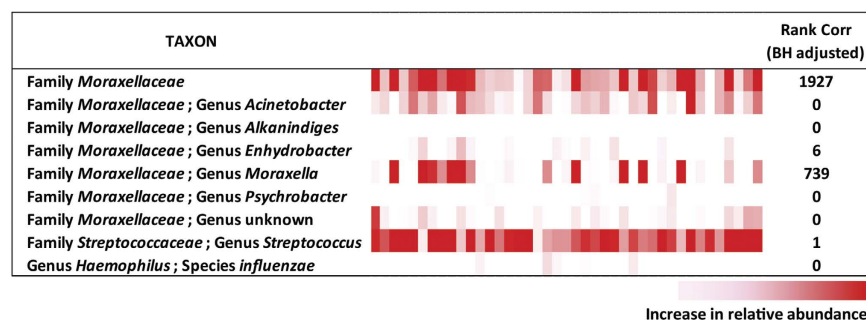 TAXON
Rank Corr
(BH adjusted)
Family Moraxellaceae 1927
Family Moraxellaceae ; Genus Acinetobacter 0
Family Moraxellaceae ; Genus Alkanindiges 0
Family Moraxellaceae ; Genus Enhydrobacter 6
Family Moraxellaceae ; Genus Moraxella 739
Family Moraxellaceae ; Genus Psychrobacter 0
Family Moraxellaceae ; Genus unknown 0
Family Streptococcaceae ; Genus Streptococcus 1
Genus Haemophilus ; Species influenzae 0
Increase in relative abundance